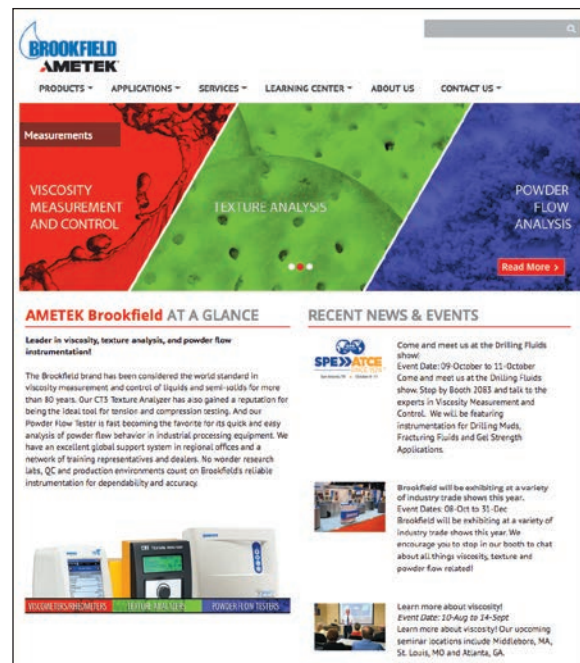 BROOKFIELD
AMETEK
PRODUCTS APPLICATIONS SERVICES LEARNING CENTER ABOUT US CONTACT US
Measurements
VISCOSITY
MEASUREMENT
AND CONTROL
TEXTURE ANALYSIS
POWDER
FLOW
ANALYSIS
Read More >
AMETEK Brookfield AT A GLANCE
Leader in viscosity, texture analysis, and powder flow
instrumentation!
The Brookfield brand has been considered the world standard in
viscosity measurement and control of liquids and semi-solids for more
than 80 years. Our CT3 Texture Analyzer has also gained a reputation for
being the ideal tool for tension and compression testing. And our
Powder Flow Tester is fast becoming the favorite for its quick and easy
analysis of powder flow behavior in industrial processing equipment. We
have an excellent global support system in regional offices and a
network of training representatives and dealers. No wonder research
labs, QC and production environments count on Brookfield's reliable
instrumentation for dependability and accuracy.
VISCOMETERS/RHEOMETERS TEXTURE ANALYZERS POWDER FLOW TESTERS
RECENT NEWS & EVENTS
SPE ATCE
Come and meet us at the Drilling Fluids
show!
Event Date: 09-October to 11-October
Come and meet us at the Drilling Fluids
show. Stop by Booth 2083 and talk to the
experts in Viscosity Measurement and
Control. We will be featuring
instrumentation for Drilling Muds,
Fracturing Fluids and Gel Strength
Applications.
Brookfield will be exhibiting at a variety
of industry trade shows this year.
Event Dates: 08-Oct to 31-Dec
Brookfield will be exhibiting at a variety of
industry trade shows this year. We
encourage you to stop in our booth to chat
about all things viscosity, texture and
powder flow related!
Learn more about viscosity!
Event Date: 10-Aug to 14-Sept
Learn more about viscosity! Our upcoming
seminar locations include Middleboro, MA,
St. Louis, MO and Atlanta, GA.